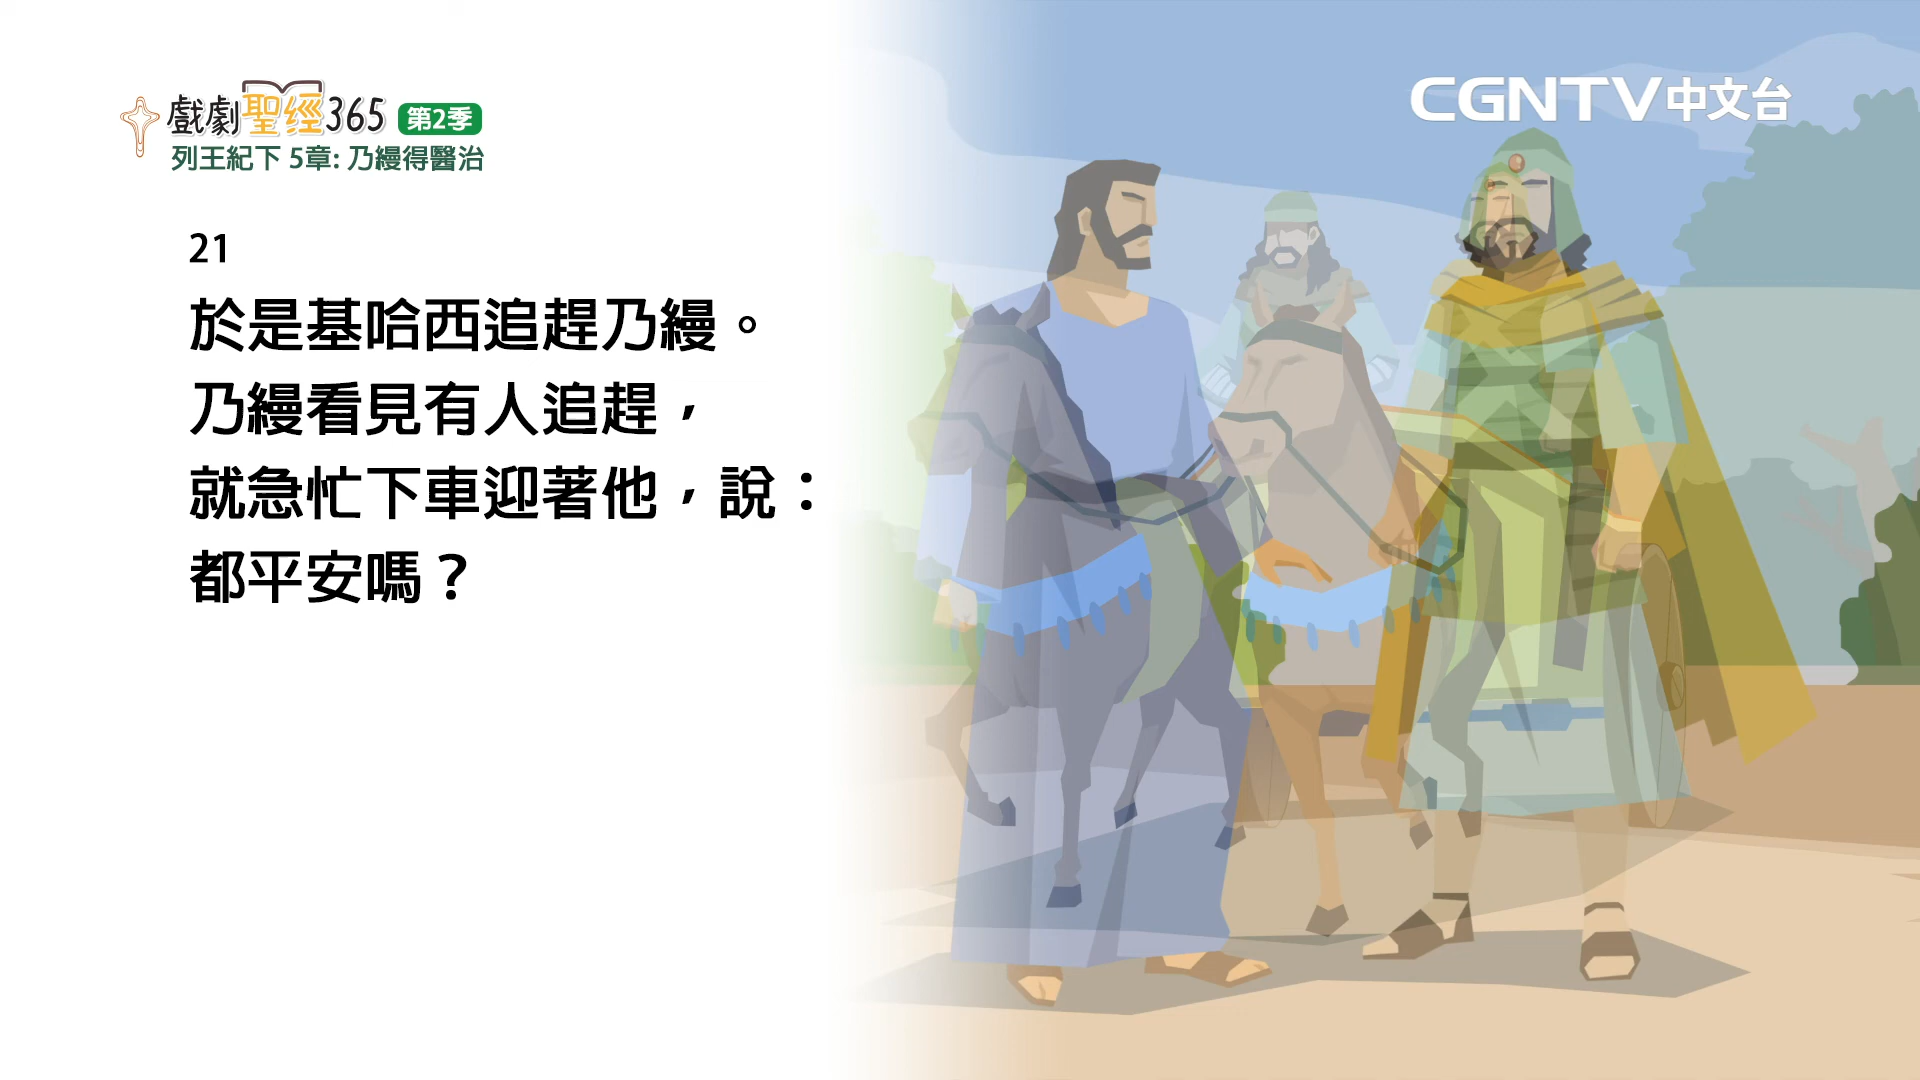 戲劇聖經365 第2季
CGNTV中文台
列王紀下 5章: 乃縵得醫治
21
於是基哈西追趕乃縵。
乃縵看見有人追趕，
就急忙下車迎著他，說：
都平安嗎？